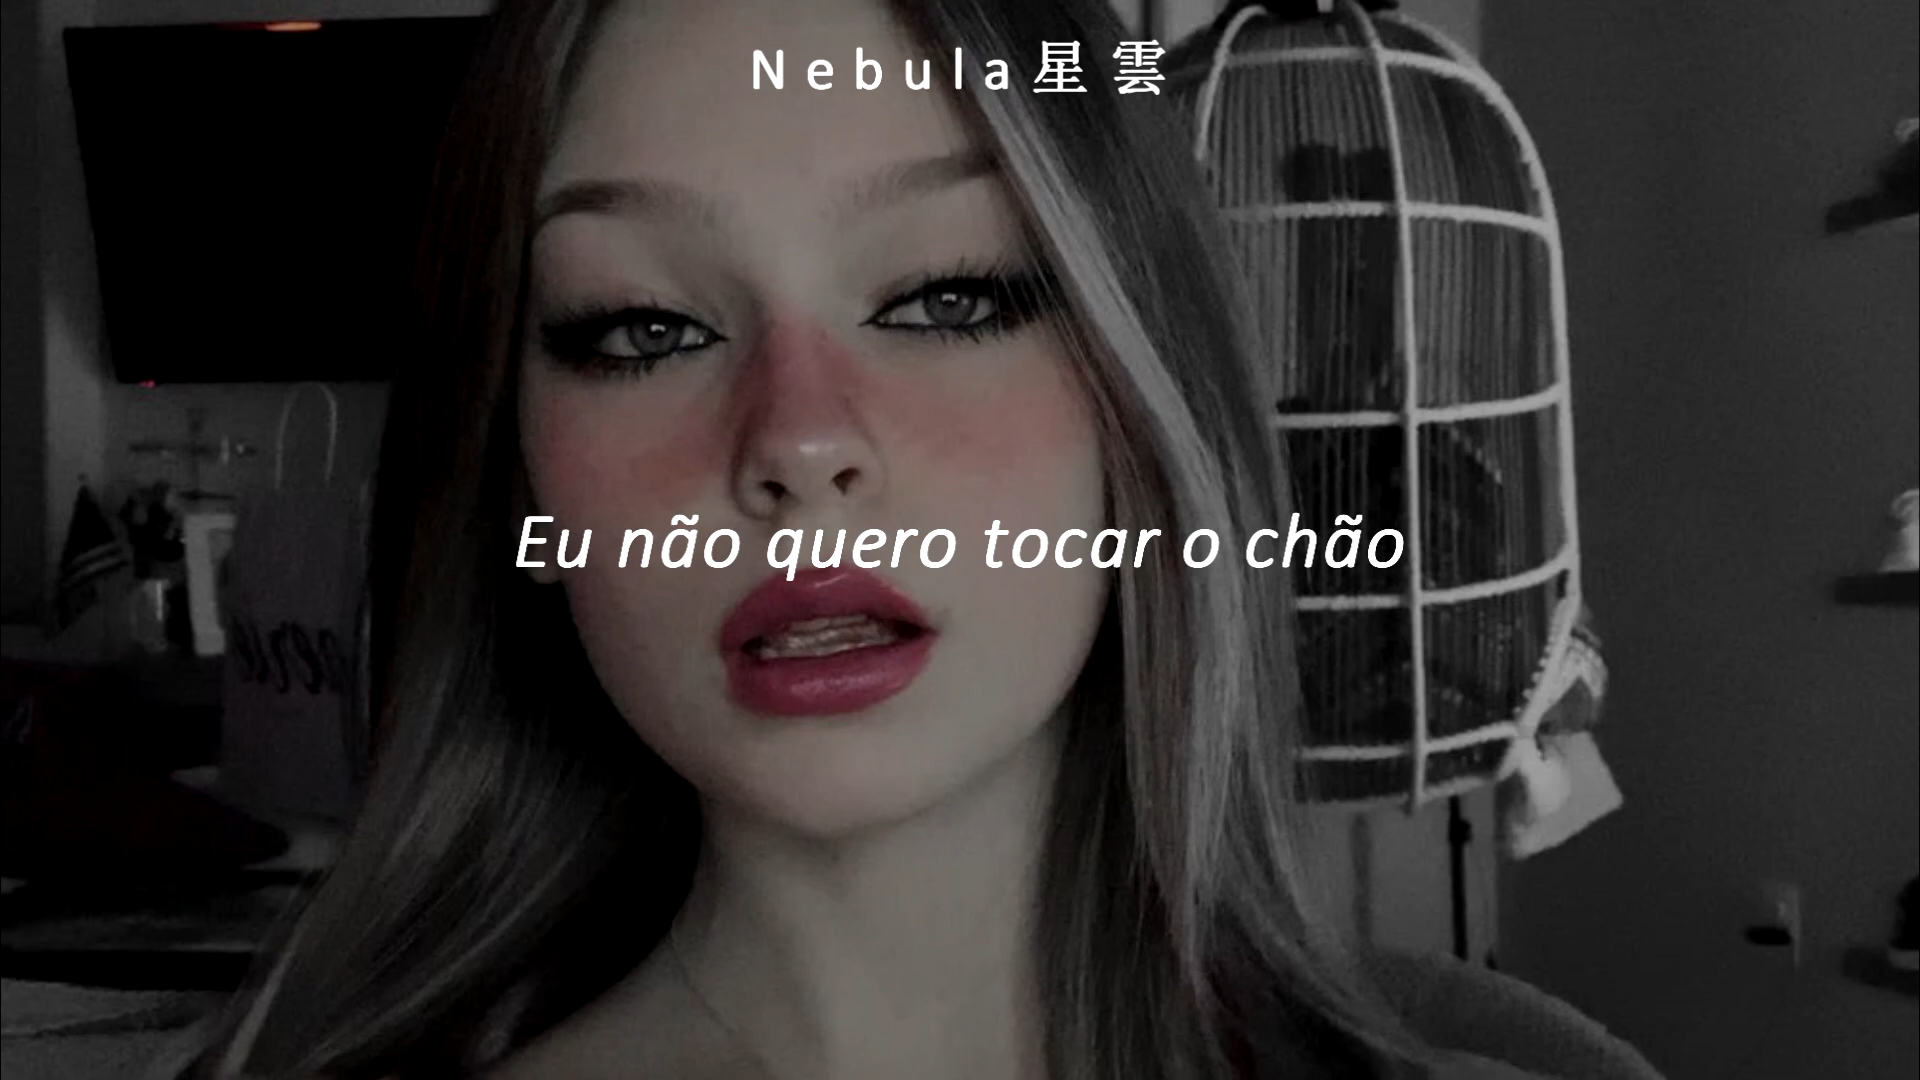 Nebula星雲
Eu não quero tocar o chão